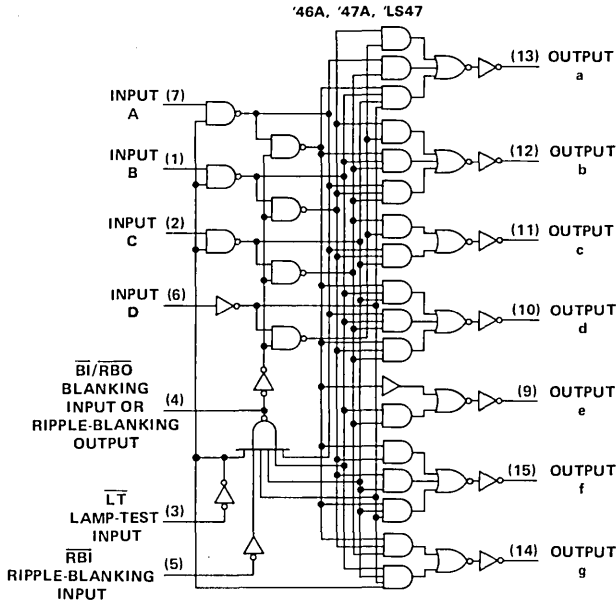 '46A, '47A, 'LS47
(13) OUTPUT
a
INPUT (7)
A
(12) OUTPUT
b
INPUT (1)
B
(11) OUTPUT
c
INPUT (2)
C
(10) OUTPUT
d
INPUT (6)
D
(9) OUTPUT
e
BI/RBO
BLANKING
INPUT OR (4)
RIPPLE-BLANKING
OUTPUT
(15) OUTPUT
f
LT
LAMP-TEST (3)
INPUT
(14) OUTPUT
g
RBI (5)
RIPPLE-BLANKING
INPUT